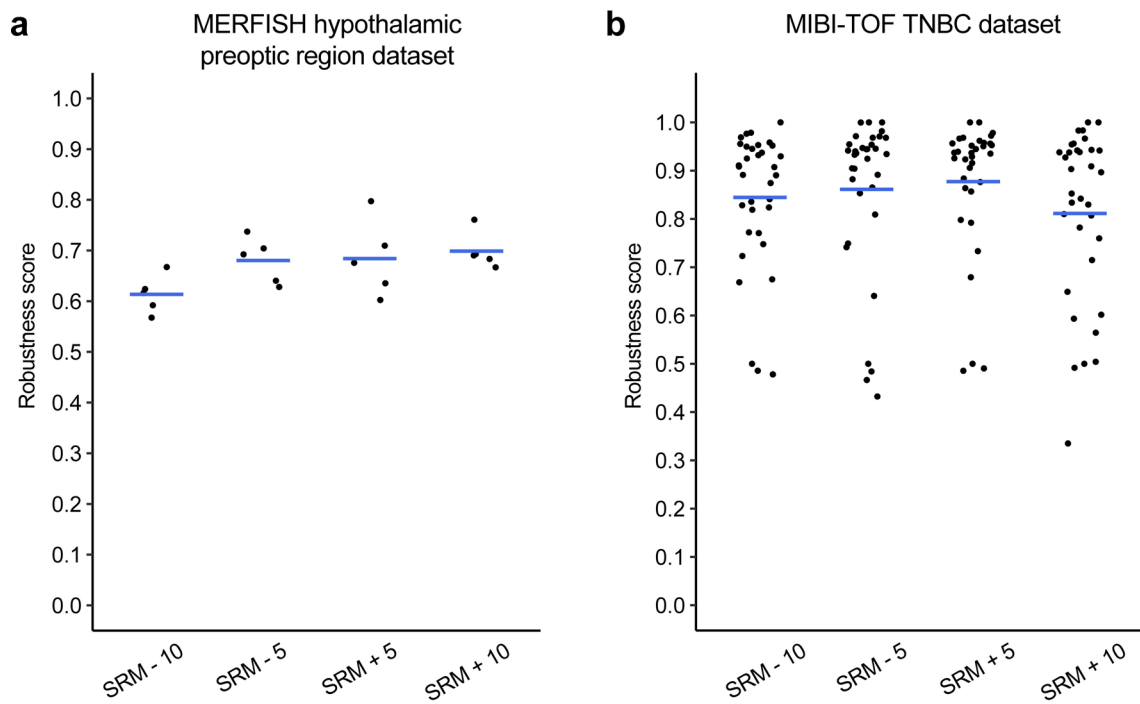 a
MERFISH hypothalamic
preoptic region dataset
Robustness score
1.0
0.9
0.8
0.7
0.6
0.5
0.4
0.3
0.2
0.1
0.0
SRM - 10
SRM - 5
SRM + 5
SRM + 10
b
MIBI-TOF TNBC dataset
Robustness score
1.0
0.9
0.8
0.7
0.6
0.5
0.4
0.3
0.2
0.1
0.0
SRM - 10
SRM - 5
SRM + 5
SRM + 10